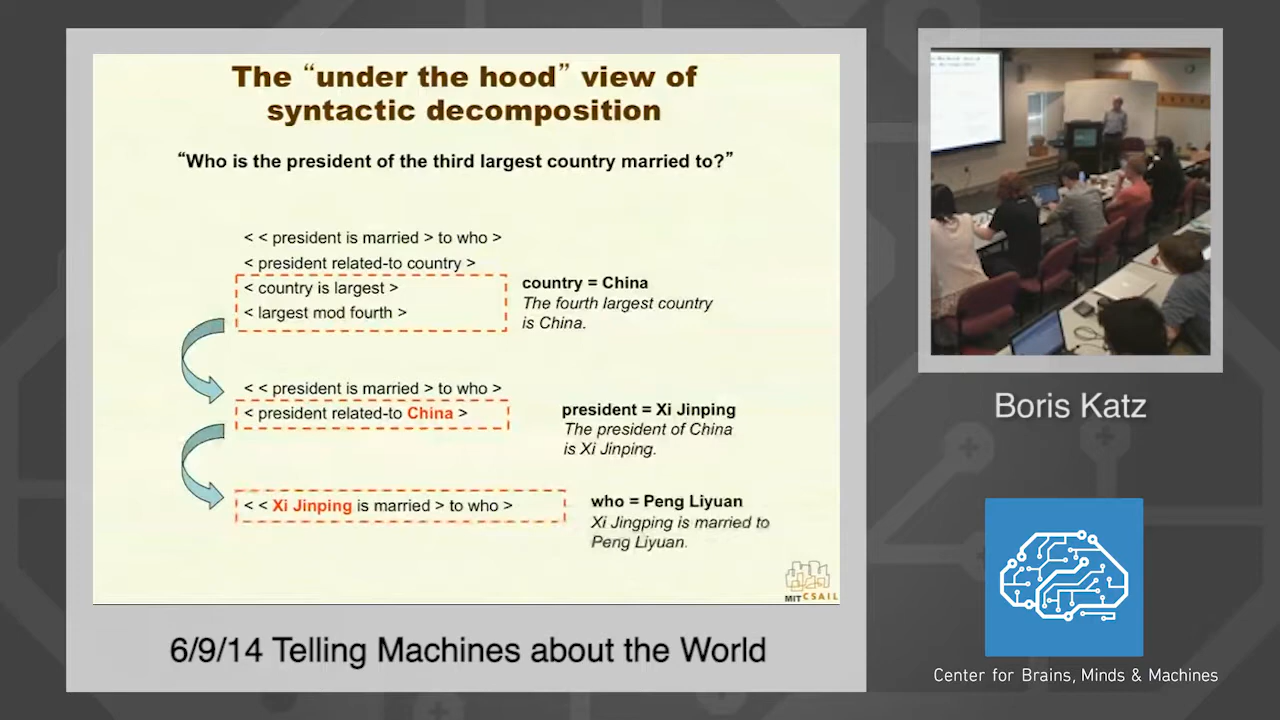 The “under the hood” view of
syntactic decomposition
“Who is the president of the third largest country married to?”
< < president is married > to who >
< president related-to country >
< country is largest >
< largest mod fourth >
country = China
The fourth largest country
is China.
< < president is married > to who >
< president related-to China >
president = Xi Jinping
The president of China
is Xi Jinping.
< < Xi Jinping is married > to who >
who = Peng Liyuan
Xi Jingping is married to
Peng Liyuan.
MIT CSAIL
6/9/14 Telling Machines about the World
Boris Katz
Center for Brains, Minds & Machines